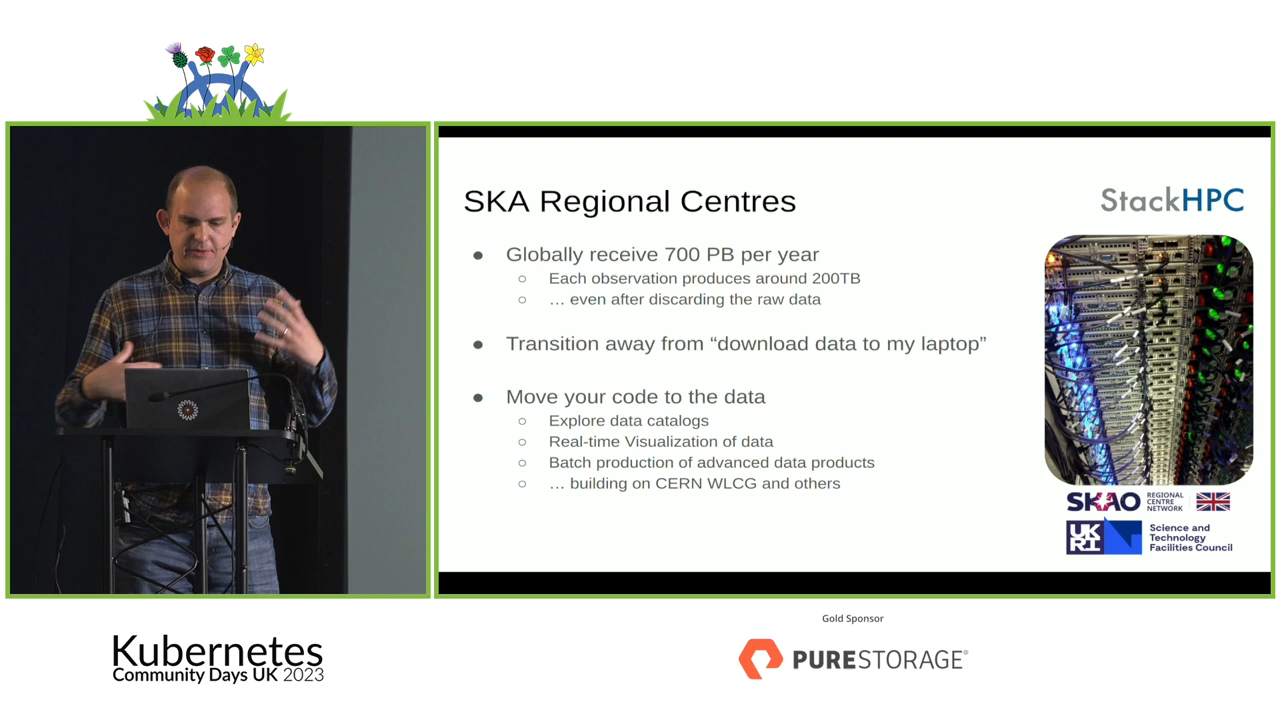 SKA Regional Centres
StackHPC
● Globally receive 700 PB per year
○ Each observation produces around 200TB
○ … even after discarding the raw data
● Transition away from “download data to my laptop”
● Move your code to the data
○ Explore data catalogs
○ Real-time Visualization of data
○ Batch production of advanced data products
○ … building on CERN WLCG and others
SKAO
REGIONAL
CENTRE
NETWORK
UKRI
Science and
Technology
Facilities Council
Kubernetes
Community Days UK 2023
Gold Sponsor
PURESTORAGE®